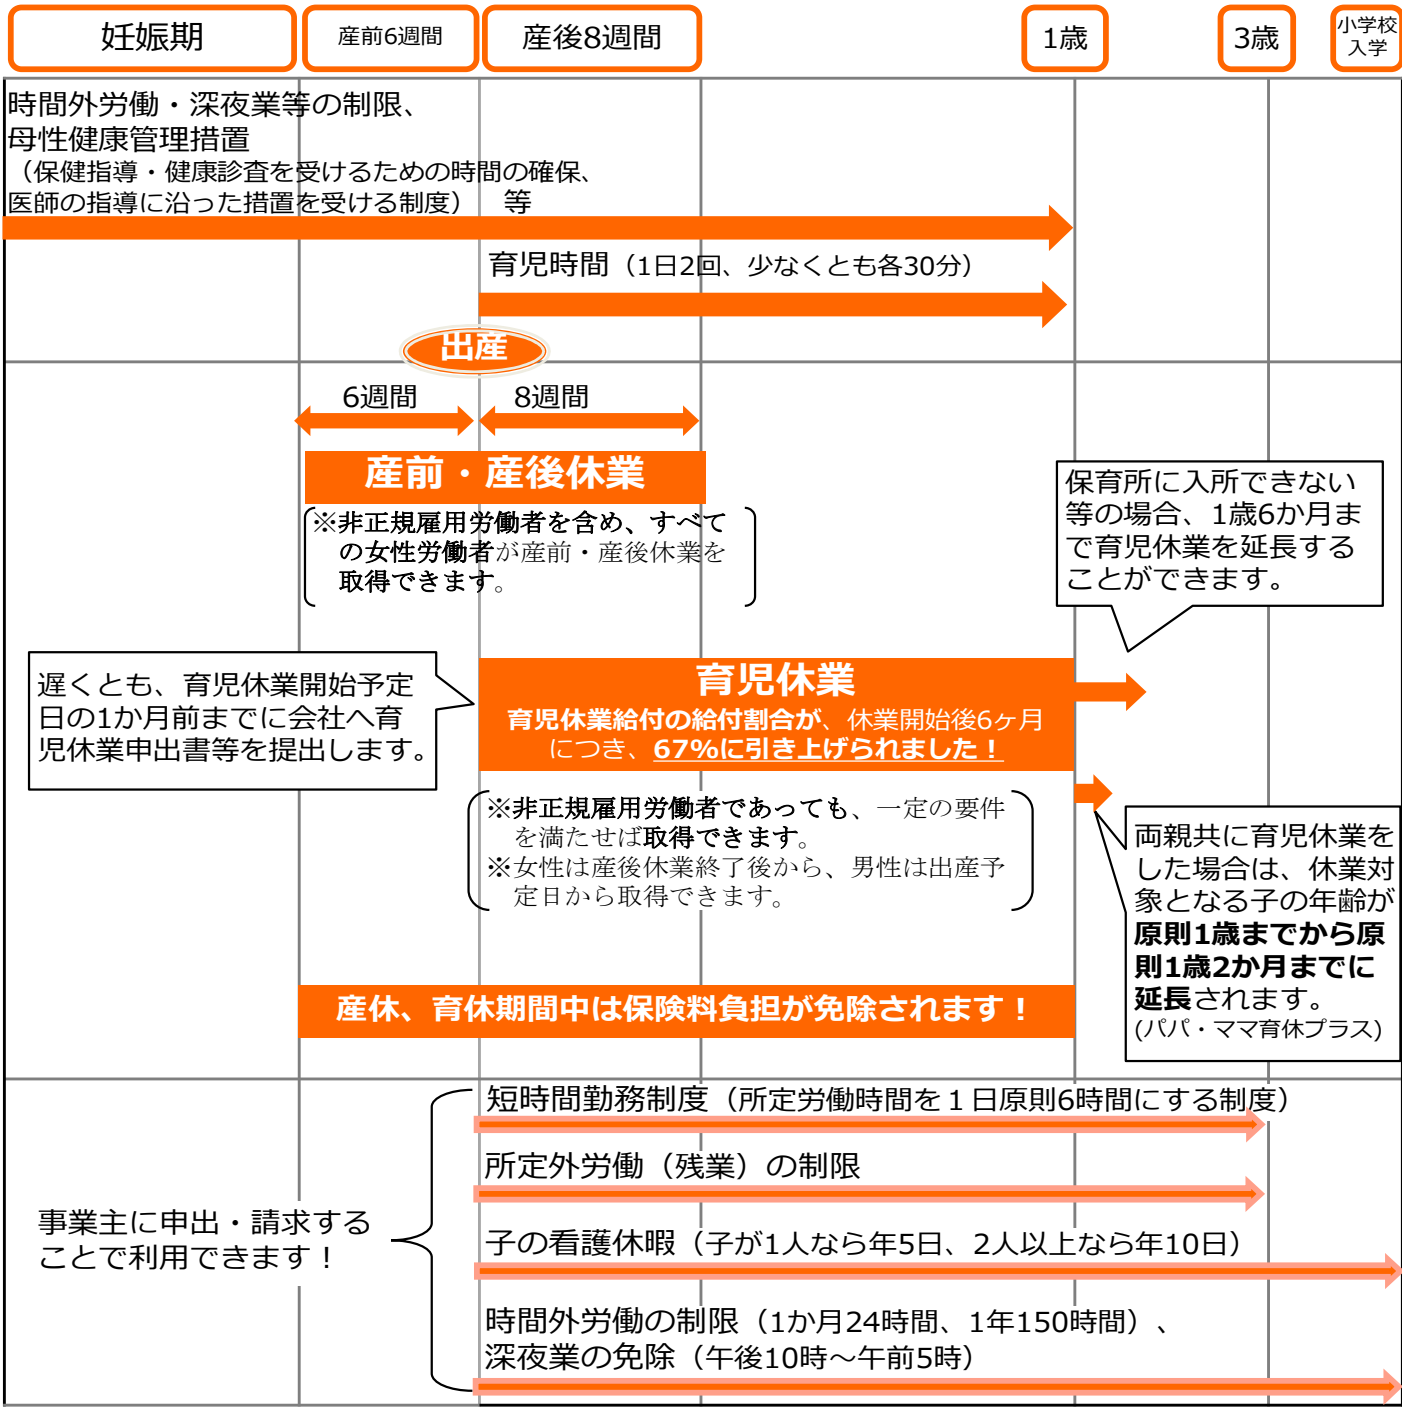 妊娠期
産前6週間
産後8週間
1歳
3歳
小学校
入学
時間外労働・深夜業等の制限、
母性健康管理措置
（保健指導・健康診査を受けるための時間の確保、
医師の指導に沿った措置を受ける制度）　等
育児時間（1日2回、少なくとも各30分）
出産
6週間
8週間
産前・産後休業
※非正規雇用労働者を含め、すべて
の女性労働者が産前・産後休業を
取得できます。
保育所に入所できない
等の場合、1歳6か月ま
で育児休業を延長する
ことができます。
遅くとも、育児休業開始予定
日の1か月前までに会社へ育
児休業申出書等を提出します。
育児休業
育児休業給付の給付割合が、休業開始後6ヶ月
につき、67%に引き上げられました！
※非正規雇用労働者であっても、一定の要件
を満たせば取得できます。
※女性は産後休業終了後から、男性は出産予
定日から取得できます。
両親共に育児休業を
した場合は、休業対
象となる子の年齢が
原則1歳までから原
則1歳2か月までに
延長されます。
(パパ・ママ育休プラス)
産休、育休期間中は保険料負担が免除されます！
事業主に申出・請求する
ことで利用できます！
短時間勤務制度（所定労働時間を１日原則6時間にする制度）
所定外労働（残業）の制限
子の看護休暇（子が1人なら年5日、2人以上なら年10日）
時間外労働の制限（1か月24時間、1年150時間）、
深夜業の免除（午後10時～午前5時）